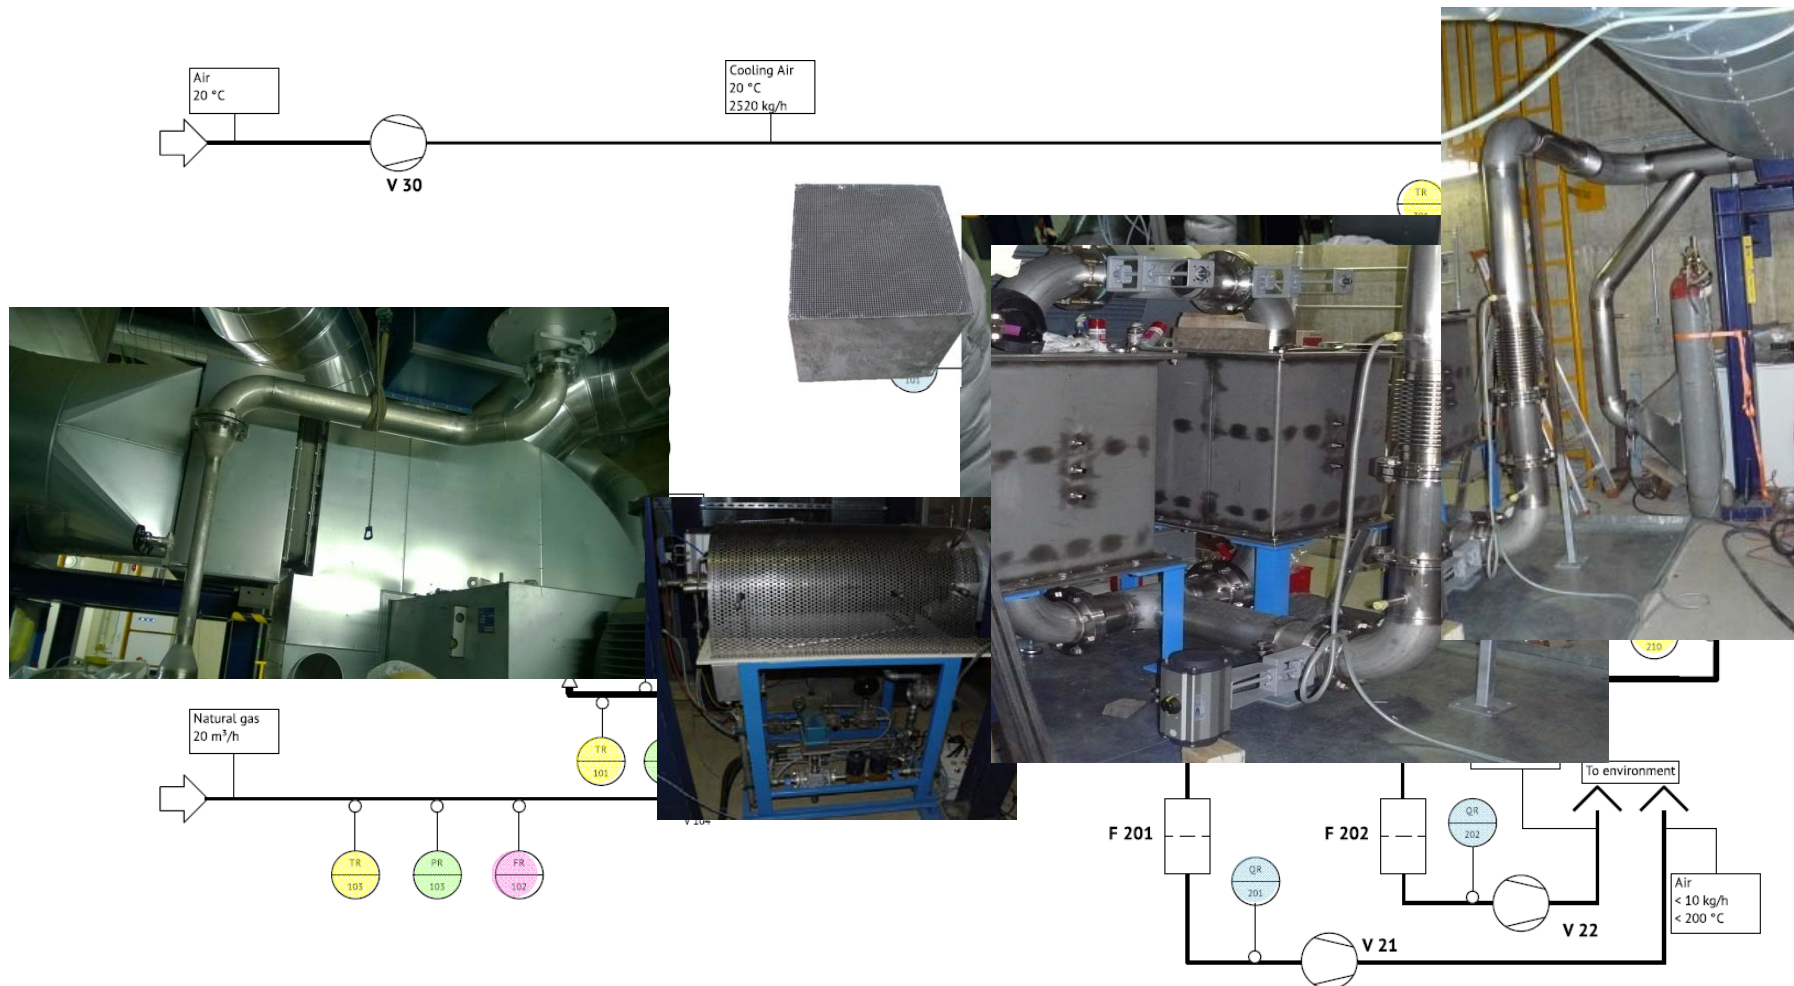 Air
20 °C
Cooling Air
20 °C
2520 kg/h
V 30
TR
101
210
Natural gas
20 m³/h
TR
101
To environment
F 201
F 202
QR
202
TR
103
PR
103
FR
102
QR
201
Air
< 10 kg/h
< 200 °C
V 22
V 21